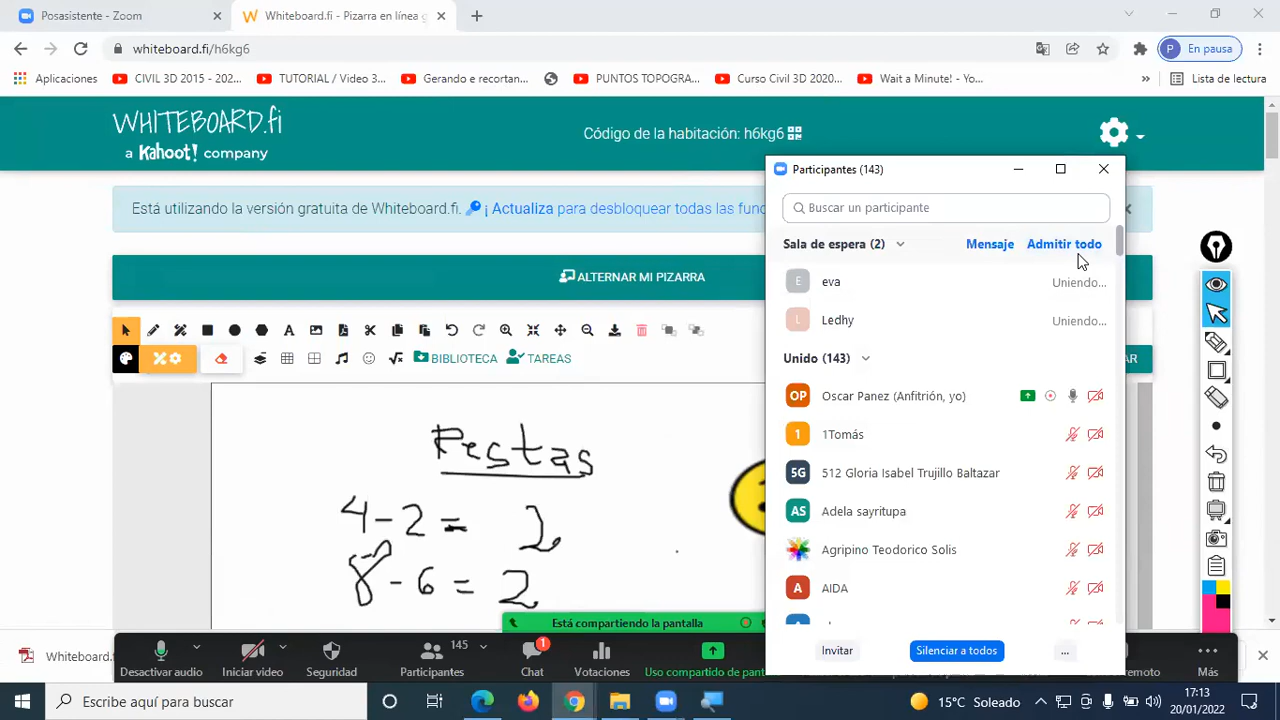 Posasistente - Zoom
Whiteboard.fi - Pizarra en línea g
whiteboard.fi/h6kg6
En pausa
Aplicaciones
CIVIL 3D 2015 - 202...
TUTORIAL / Video 3...
Gerando e recortan...
PUNTOS TOPOGRA...
Curso Civil 3D 2020...
Wait a Minute! - Yo...
Lista de lectura
WHITEBOARD.fi
a Kahoot! company
Código de la habitación: h6kg6
Está utilizando la versión gratuita de Whiteboard.fi. ¡ Actualiza para desbloquear todas las func
ALTERNAR MI PIZARRA
BIBLIOTECA
TAREAS
AR
Restas
4-2= 2
8-6=2
Participantes (143)
Buscar un participante
Sala de espera (2)
Mensaje
Admitir todo
E eva Uniendo...
L Ledhy Uniendo...
Unido (143)
OP Oscar Panez (Anfitrión, yo)
1 1Tomás
5G 512 Gloria Isabel Trujillo Baltazar
AS Adela sayritupa
Agripino Teodorico Solis
A AIDA
Invitar
Silenciar a todos
...
Está compartiendo la pantalla
145
1
Desactivar audio
Iniciar video
Seguridad
Participantes
Chat
Votaciones
Uso compartido de pant
remoto
Más
Whiteboard.f
Escribe aquí para buscar
15°C Soleado
17:13
20/01/2022